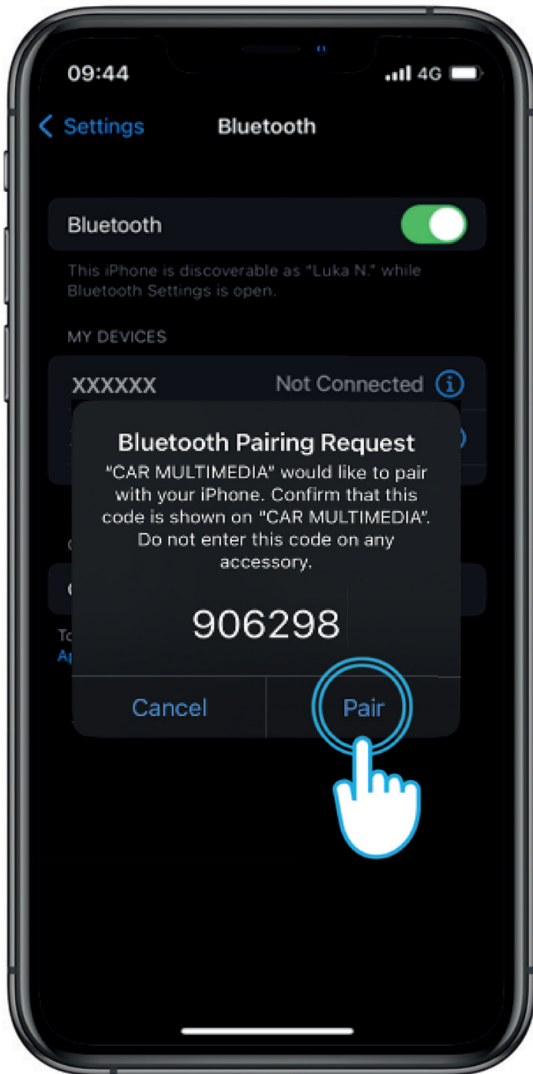 09:44
4G
Settings
Bluetooth
Bluetooth
This iPhone is discoverable as "Luka N." while
Bluetooth Settings is open.
MY DEVICES
XXXXXX Not Connected
Bluetooth Pairing Request
"CAR MULTIMEDIA" would like to pair
with your iPhone. Confirm that this
code is shown on "CAR MULTIMEDIA".
Do not enter this code on any
accessory.
906298
Cancel
Pair